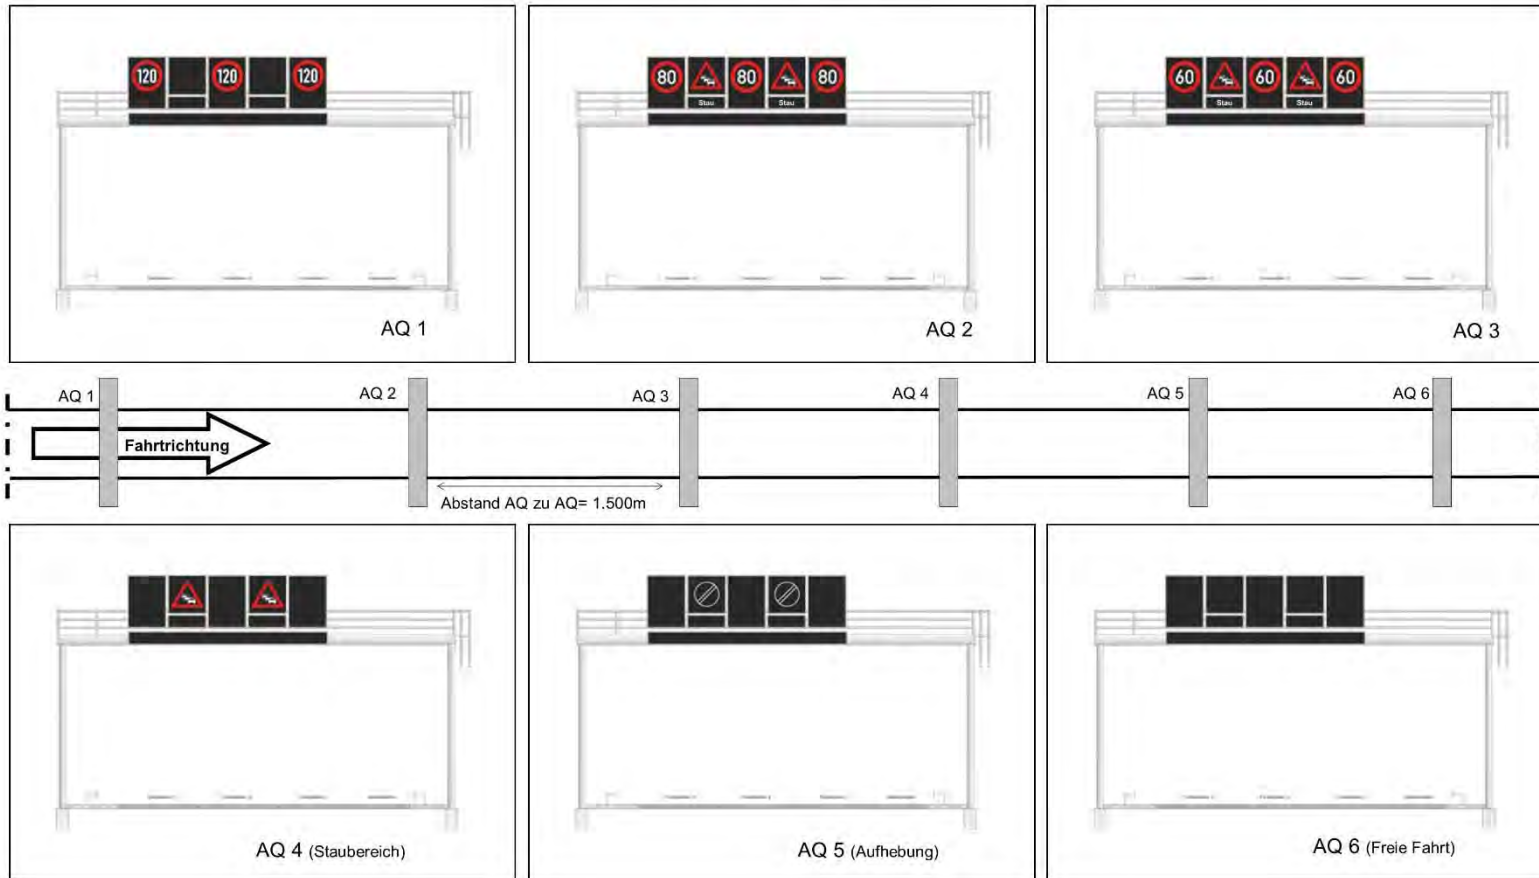 120 120 120
AQ 1
80 80 80
Stau Stau
AQ 2
60 60 60
Stau Stau
AQ 3
AQ 1 AQ 2 AQ 3 AQ 4 AQ 5 AQ 6
Fahrtrichtung
Abstand AQ zu AQ= 1.500m
AQ 4 (Staubereich)
AQ 5 (Aufhebung)
AQ 6 (Freie Fahrt)